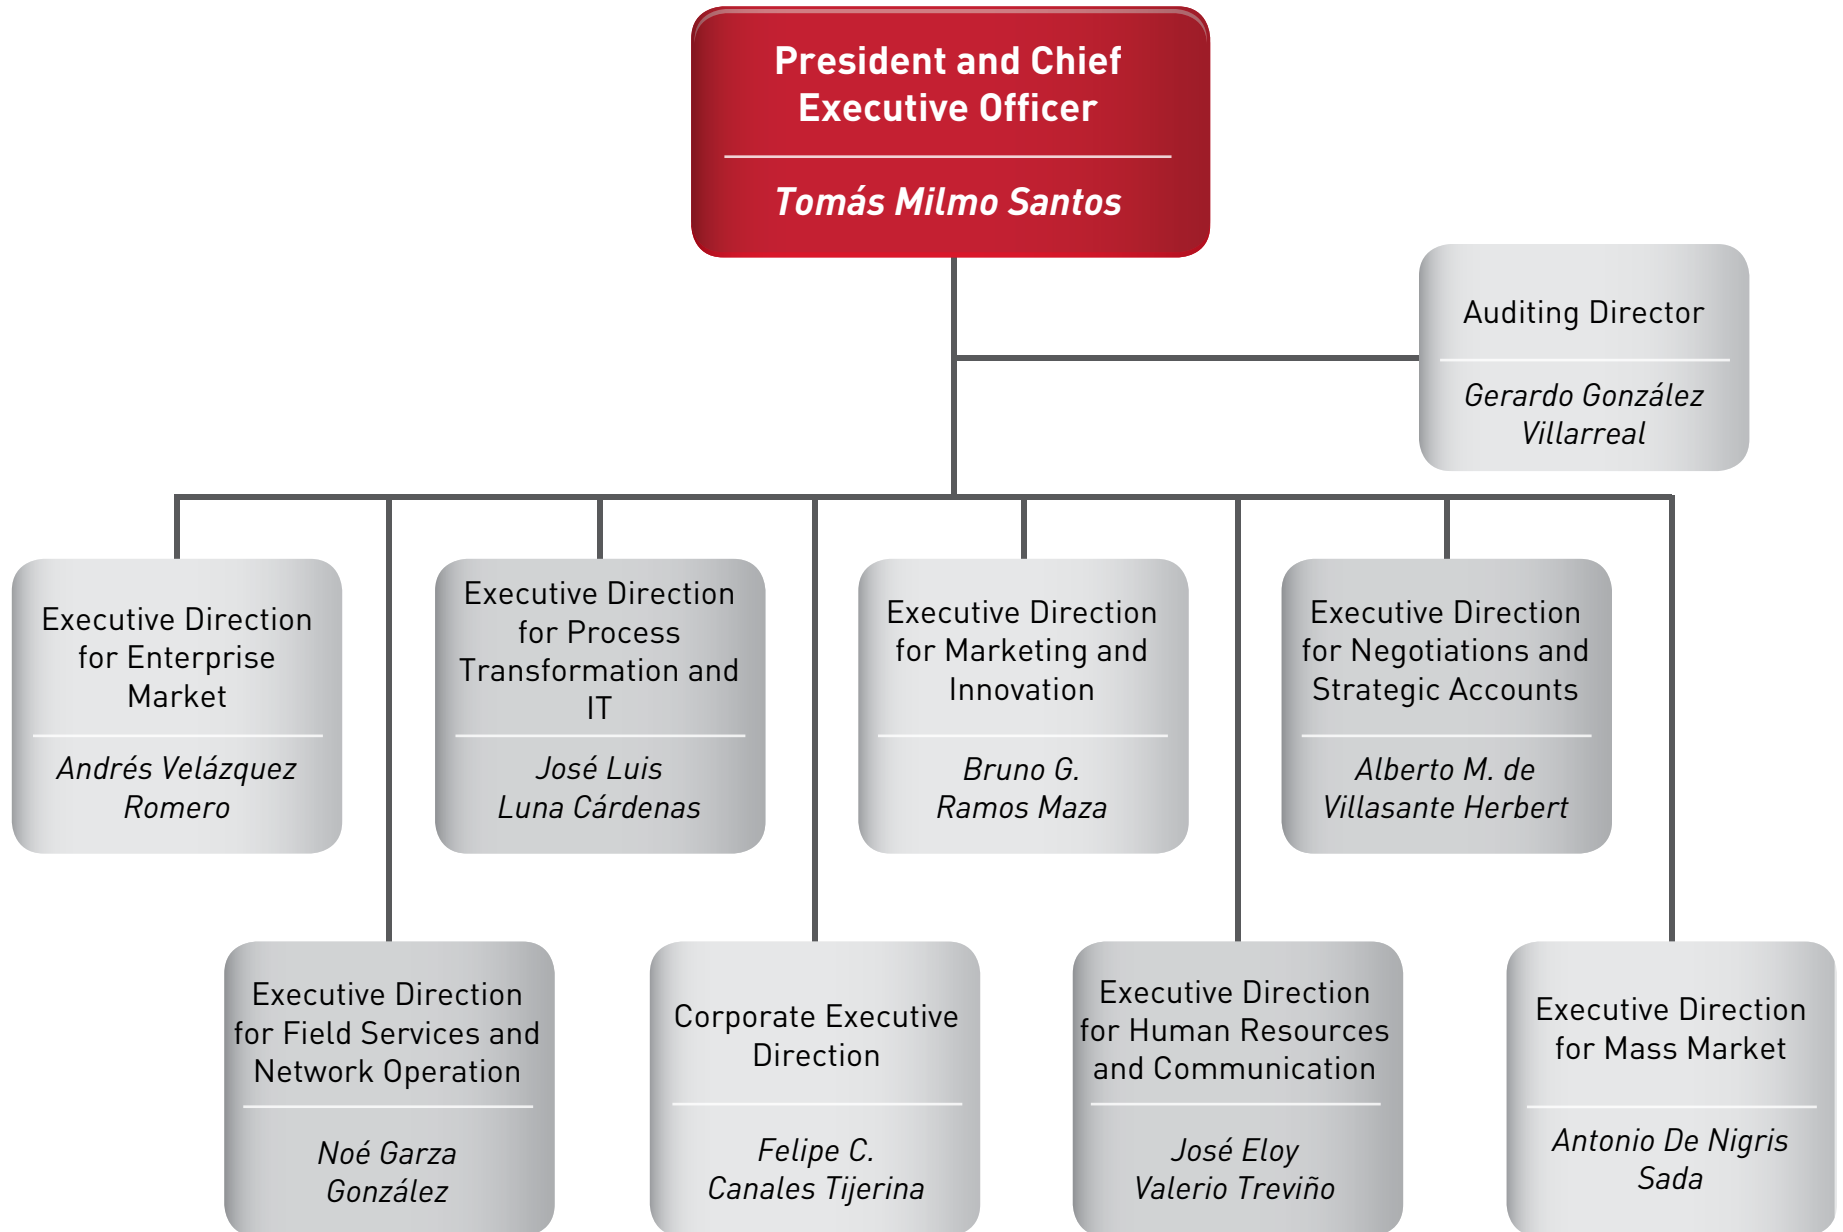 President and Chief
Executive Officer
Tomás Milmo Santos
Auditing Director
Gerardo González
Villarreal
Executive Direction
for Enterprise
Market
Andrés Velázquez
Romero
Executive Direction
for Process
Transformation and
IT
José Luis
Luna Cárdenas
Executive Direction
for Marketing and
Innovation
Bruno G.
Ramos Maza
Executive Direction
for Negotiations and
Strategic Accounts
Alberto M. de
Villasante Herbert
Executive Direction
for Field Services and
Network Operation
Noé Garza
González
Corporate Executive
Direction
Felipe C.
Canales Tijerina
Executive Direction
for Human Resources
and Communication
José Eloy
Valerio Treviño
Executive Direction
for Mass Market
Antonio De Nigris
Sada